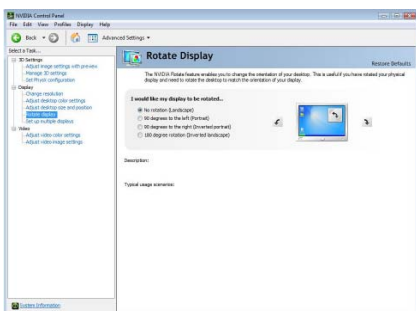 NVIDIA Control Panel
File Edit View Profiles Display Help
Back Advanced Settings
Select a Task...
3D Settings
Adjust image settings with preview
Manage 3D settings
Set PhysX configuration
Display
Change resolution
Adjust desktop color settings
Adjust desktop size and position
Rotate display
Set up multiple displays
Video
Adjust video color settings
Adjust video image settings
Rotate Display
Restore Defaults
The NVIDIA Rotate feature enables you to change the orientation of your desktop. This is useful if you have rotated your physical
display and need to rotate the desktop to match the orientation of your display.
I would like my display to be rotated...
No rotation (Landscape)
90 degrees to the left (Portrait)
90 degrees to the right (Inverted portrait)
180 degree rotation (Inverted landscape)
Description:
Typical usage scenarios:
System Information